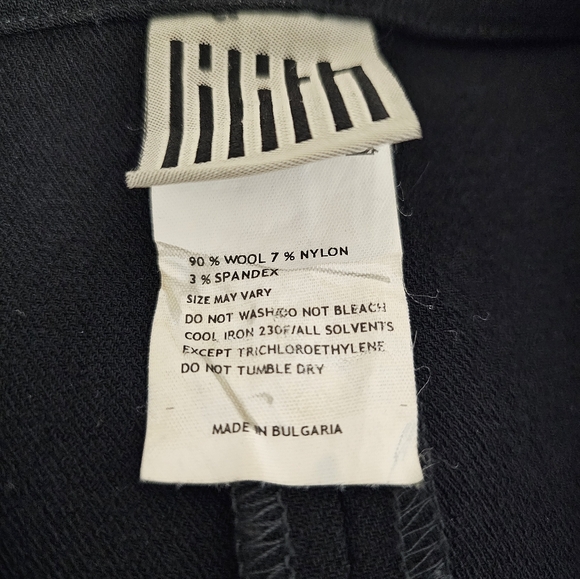 lilith
90 % WOOL 7 % NYLON
3 % SPANDEX
SIZE MAY VARY
DO NOT WASH/DO NOT BLEACH
COOL IRON 230F/ALL SOLVENTS
EXCEPT TRICHLOROETHYLENE
DO NOT TUMBLE DRY
MADE IN BULGARIA